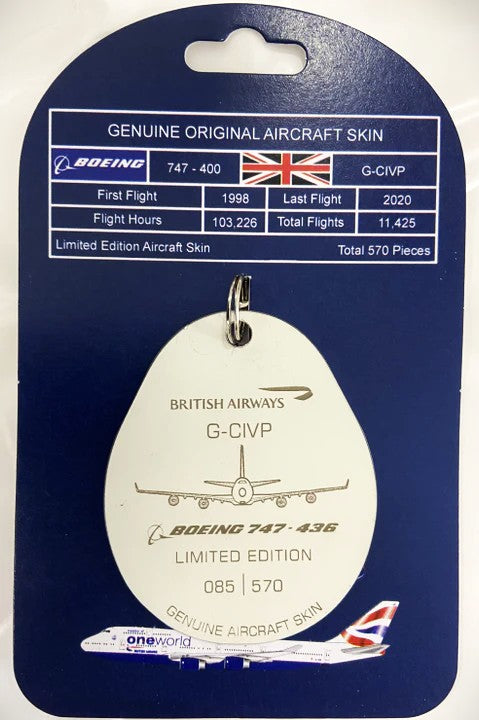 GENUINE ORIGINAL AIRCRAFT SKIN
BOEING 747 - 400 G-CIVP
First Flight 1998 Last Flight 2020
Flight Hours 103,226 Total Flights 11,425
Limited Edition Aircraft Skin Total 570 Pieces
BRITISH AIRWAYS
G-CIVP
BOEING 747-436
LIMITED EDITION
085 | 570
GENUINE AIRCRAFT SKIN
oneworld
BRITISH AIRWAYS